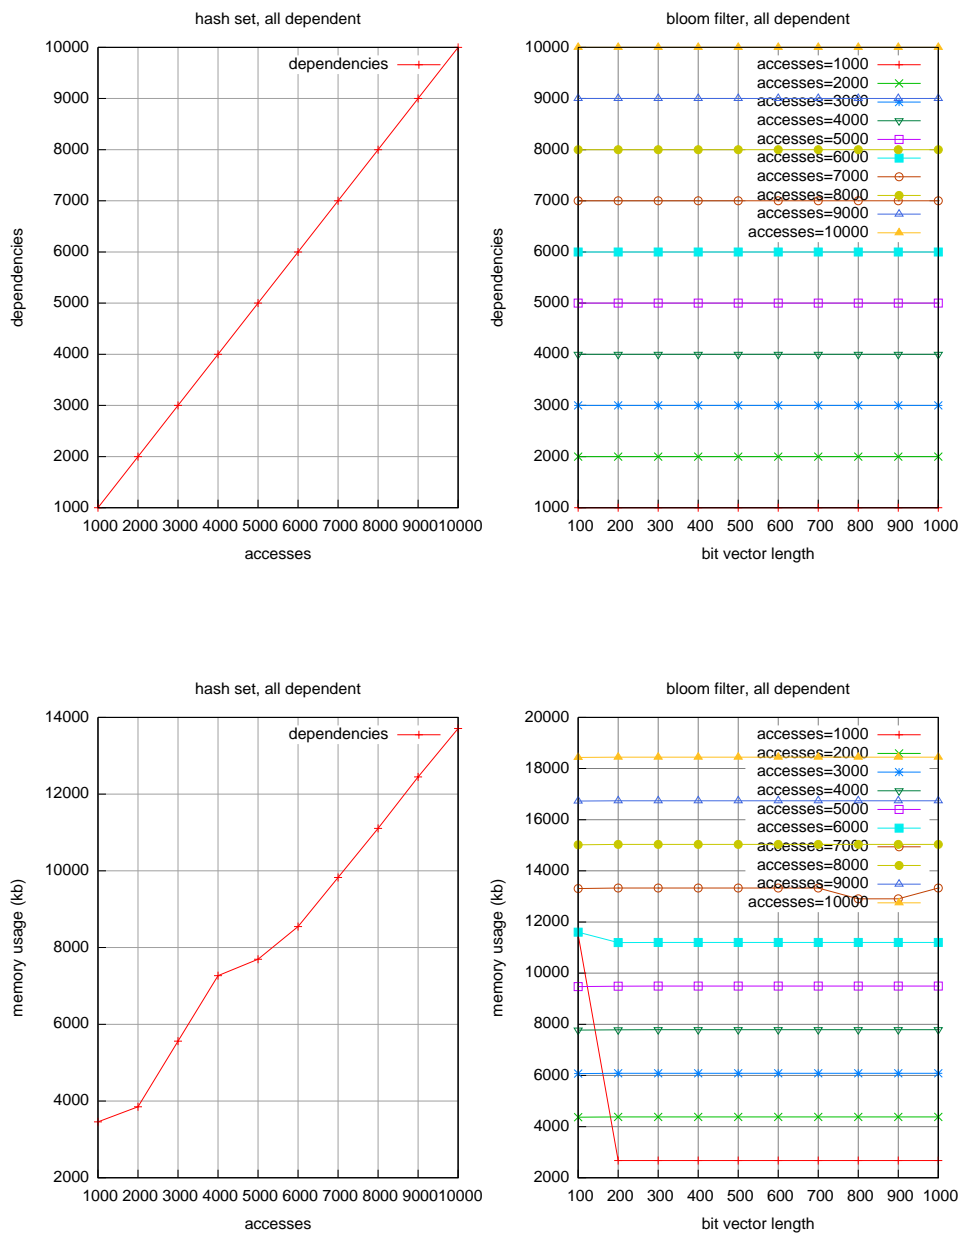 hash set, all dependent
dependencies
10000
9000
8000
7000
6000
5000
4000
3000
2000
1000
dependencies
1000 2000 3000 4000 5000 6000 7000 8000 9000 10000
accesses
bloom filter, all dependent
accesses=1000
accesses=2000
accesses=3000
accesses=4000
accesses=5000
accesses=6000
accesses=7000
accesses=8000
accesses=9000
accesses=10000
10000
9000
8000
7000
6000
5000
4000
3000
2000
1000
dependencies
100 200 300 400 500 600 700 800 900 1000
bit vector length
hash set, all dependent
dependencies
14000
12000
10000
8000
6000
4000
2000
memory usage (kb)
1000 2000 3000 4000 5000 6000 7000 8000 9000 10000
accesses
bloom filter, all dependent
accesses=1000
accesses=2000
accesses=3000
accesses=4000
accesses=5000
accesses=6000
accesses=7000
accesses=8000
accesses=9000
accesses=10000
20000
18000
16000
14000
12000
10000
8000
6000
4000
2000
memory usage (kb)
100 200 300 400 500 600 700 800 900 1000
bit vector length